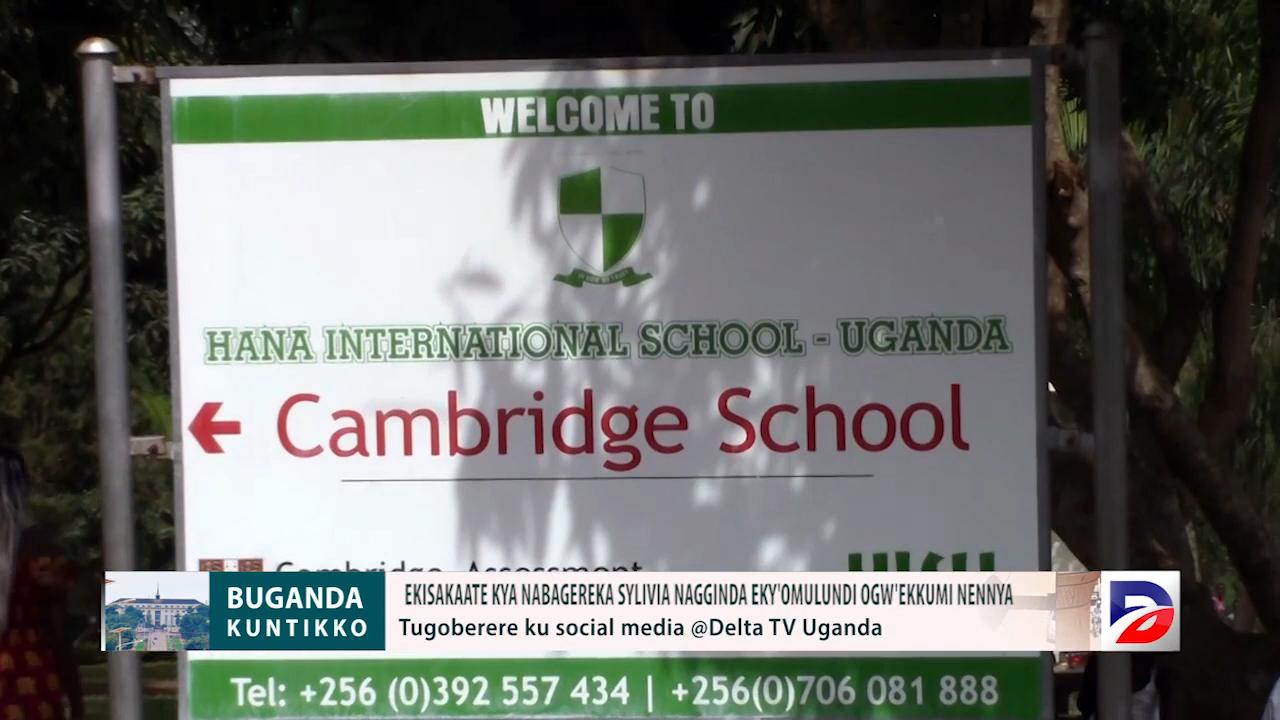 WELCOME TO
HANA INTERNATIONAL SCHOOL - UGANDA
Cambridge School
Cambridge Assessment
BUGANDA
KUNTIKKO
EKISAKAATE KYA NABAGEREKA SYLIVIA NAGGINDA EKY'OMULUNDI OGW'EKKUMI NENNYA
Tugoberere ku social media @Delta TV Uganda
Tel: +256 (0)392 557 434 | +256(0)706 081 888